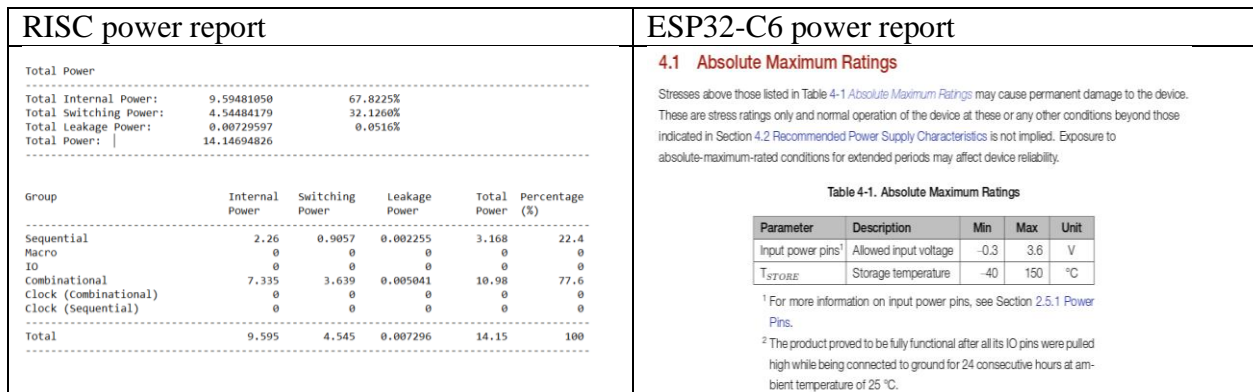 RISC power report
Total Power
Total Internal Power: 9.59481050 67.8225%
Total Switching Power: 4.54484179 32.1260%
Total Leakage Power: 0.00729597 0.0516%
Total Power: | 14.14694826
Group Internal Power Switching Power Leakage Power Total Power Percentage (%)
Sequential 2.26 0.9057 0.002255 3.168 22.4
Macro 0 0 0 0 0
IO 0 0 0 0 0
Combinational 7.335 3.639 0.005041 10.98 77.6
Clock (Combinational) 0 0 0 0 0
Clock (Sequential) 0 0 0 0 0
Total 9.595 4.545 0.007296 14.15 100
ESP32-C6 power report
4.1 Absolute Maximum Ratings
Stresses above those listed in Table 4-1 Absolute Maximum Ratings may cause permanent damage to the device.
These are stress ratings only and normal operation of the device at these or any other conditions beyond those
indicated in Section 4.2 Recommended Power Supply Characteristics is not implied. Exposure to
absolute-maximum-rated conditions for extended periods may affect device reliability.
Table 4-1. Absolute Maximum Ratings
Parameter Description Min Max Unit
Input power pins¹ Allowed input voltage –0.3 3.6 V
TSTORE Storage temperature –40 150 °C
¹ For more information on input power pins, see Section 2.5.1 Power
Pins.
² The product proved to be fully functional after all its IO pins were pulled
high while being connected to ground for 24 consecutive hours at am-
bient temperature of 25 °C.